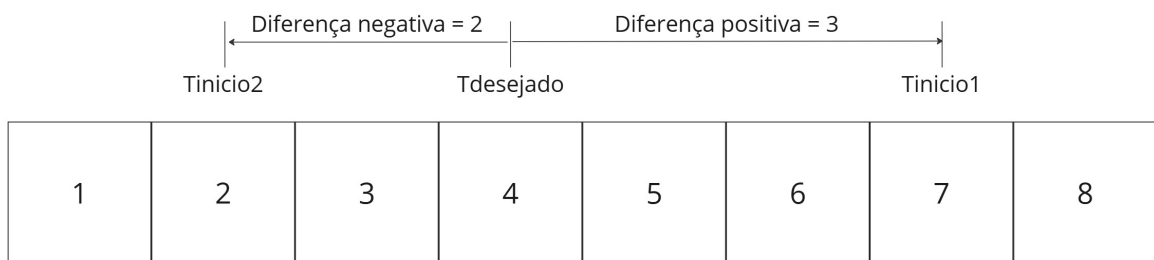 Diferença negativa = 2 Diferença positiva = 3
Tinicio2 Tdesejado Tinicio1
1 2 3 4 5 6 7 8